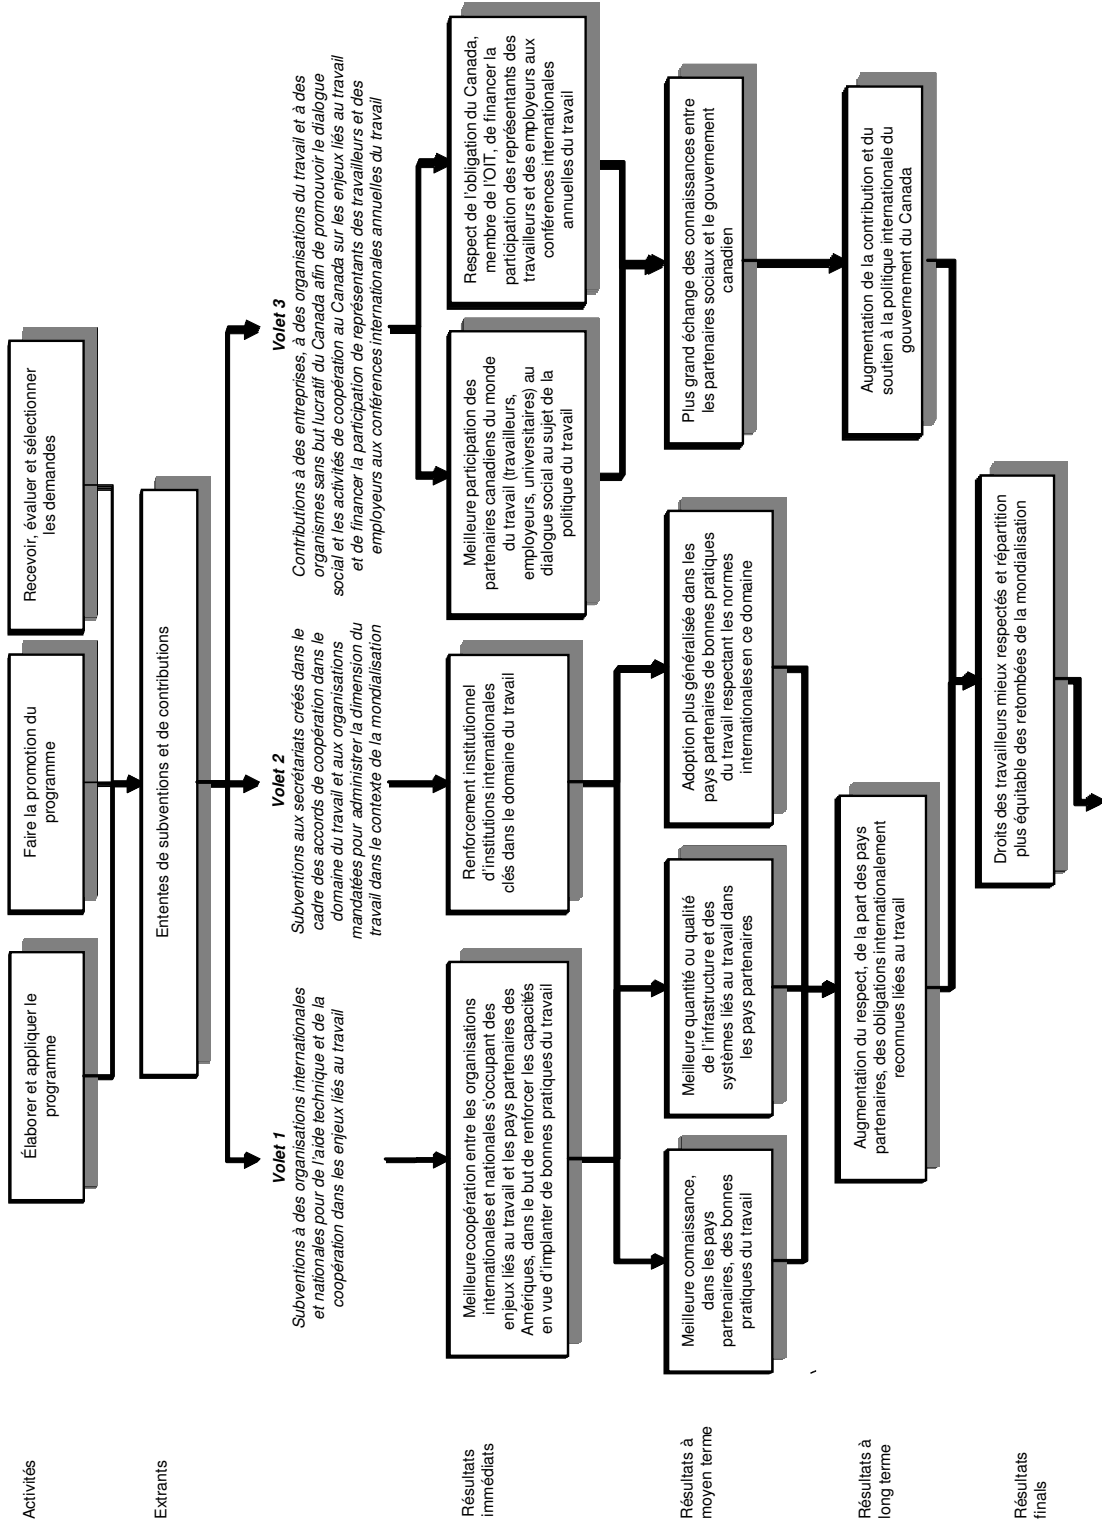 Activités
Élaborer et appliquer le
programme
Faire la promotion du
programme
Recevoir, évaluer et sélectionner
les demandes
Extrants
Ententes de subventions et de contributions
Volet 1
Subventions à des organisations internationales
et nationales pour de l'aide technique et de la
coopération dans les enjeux liés au travail
Volet 2
Subventions aux secrétariats créés dans le
cadre des accords de coopération dans le
domaine du travail et aux organisations
mandatées pour administrer la dimension du
travail dans le contexte de la mondialisation
Volet 3
Contributions à des entreprises, à des organisations du travail et à des
organismes sans but lucratif du Canada afin de promouvoir le dialogue
social et les activités de coopération au Canada sur les enjeux liés au travail
et de financer la participation de représentants des travailleurs et des
employeurs aux conférences internationales annuelles du travail
Résultats
immédiats
Meilleure coopération entre les organisations
internationales et nationales s'occupant des
enjeux liés au travail et les pays partenaires des
Amériques, dans le but de renforcer les capacités
en vue d'implanter de bonnes pratiques du travail
Renforcement institutionnel
d'institutions internationales
clés dans le domaine du travail
Meilleure participation des
partenaires canadiens du monde
du travail (travailleurs,
employeurs, universitaires) au
dialogue social au sujet de la
politique du travail
Respect de l'obligation du Canada,
membre de l'OIT, de financer la
participation des représentants des
travailleurs et des employeurs aux
conférences internationales
annuelles du travail
Résultats à
moyen terme
Meilleure connaissance,
dans les pays
partenaires, des bonnes
pratiques du travail
Meilleure quantité ou qualité
de l'infrastructure et des
systèmes liés au travail dans
les pays partenaires
Adoption plus généralisée dans les
pays partenaires de bonnes pratiques
du travail respectant les normes
internationales en ce domaine
Plus grand échange des connaissances entre
les partenaires sociaux et le gouvernement
canadien
Résultats à
long terme
Augmentation du respect, de la part des pays
partenaires, des obligations internationalement
reconnues liées au travail
Augmentation de la contribution et du
soutien à la politique internationale du
gouvernement du Canada
Résultats
finals
Droits des travailleurs mieux respectés et répartition
plus équitable des retombées de la mondialisation